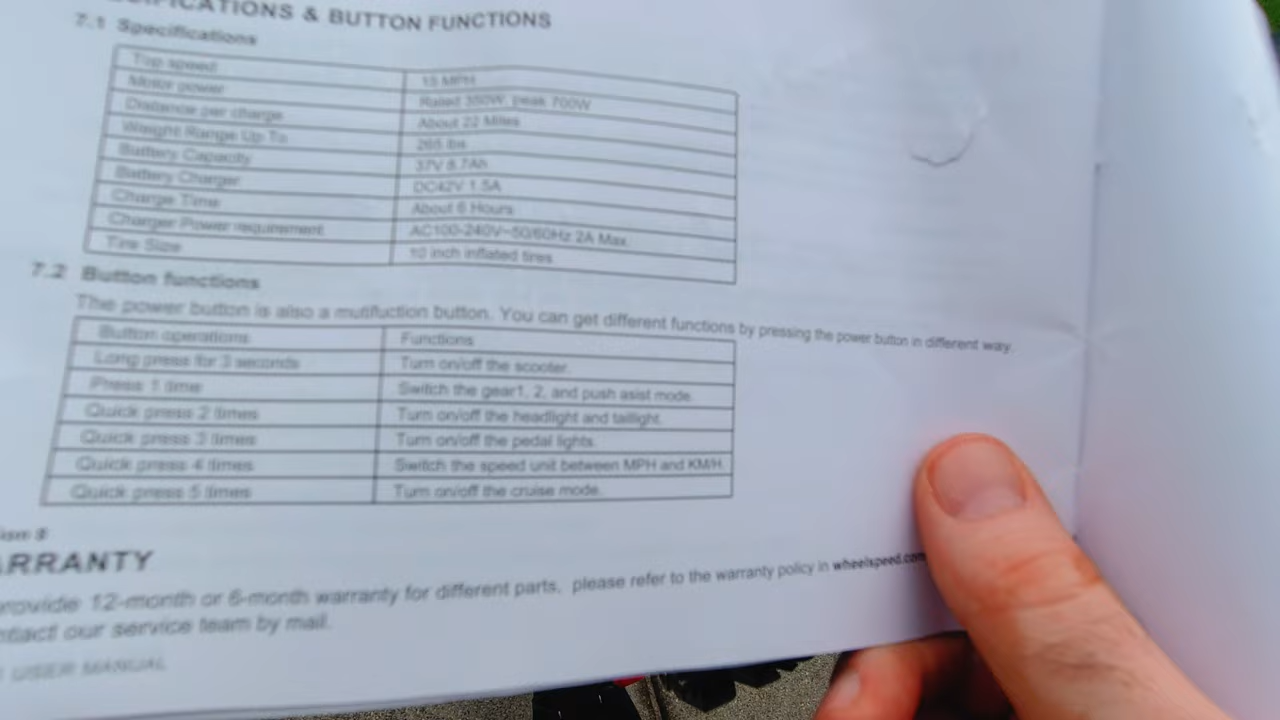 CIFICATIONS & BUTTON FUNCTIONS
7.1 Specifications
Top speed 15 MPH
Motor power Rated 350W, peak 700W
Distance per charge About 22 Miles
Weight Range Up To 265 lbs
Battery Capacity 37V 8.7Ah
Battery Charger DC42V 1.5A
Charge Time About 6 Hours
Charger Power requirement AC100-240V~50/60Hz 2A Max.
Tire Size 10 inch inflated tires
7.2 Button functions
The power button is also a mutifuction button. You can get different functions by pressing the power button in different way.
Button operations Functions
Long press for 3 seconds Turn on/off the scooter.
Press 1 time Switch the gear1, 2, and push asist mode.
Quick press 2 times Turn on/off the headlight and taillight.
Quick press 3 times Turn on/off the pedal lights.
Quick press 4 times Switch the speed unit between MPH and KM/H.
Quick press 5 times Turn on/off the cruise mode.
8
ARRANTY
provide 12-month or 6-month warranty for different parts, please refer to the warranty policy in wheelspeed.com
ntact our service team by mail.
USER MANUAL